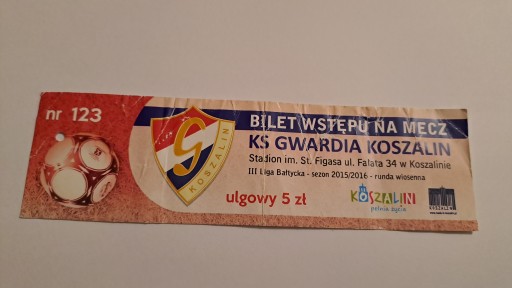 nr 123
G
KOSZALIN
BILET WSTĘPU NA MECZ
KS GWARDIA KOSZALIN
Stadion im. St. Figasa ul. Fałata 34 w Koszalinie
III Liga Bałtycka - sezon 2015/2016 - runda wiosenna
ulgowy 5 zł
KOSZALIN
pełnia życia
KOSZALIN